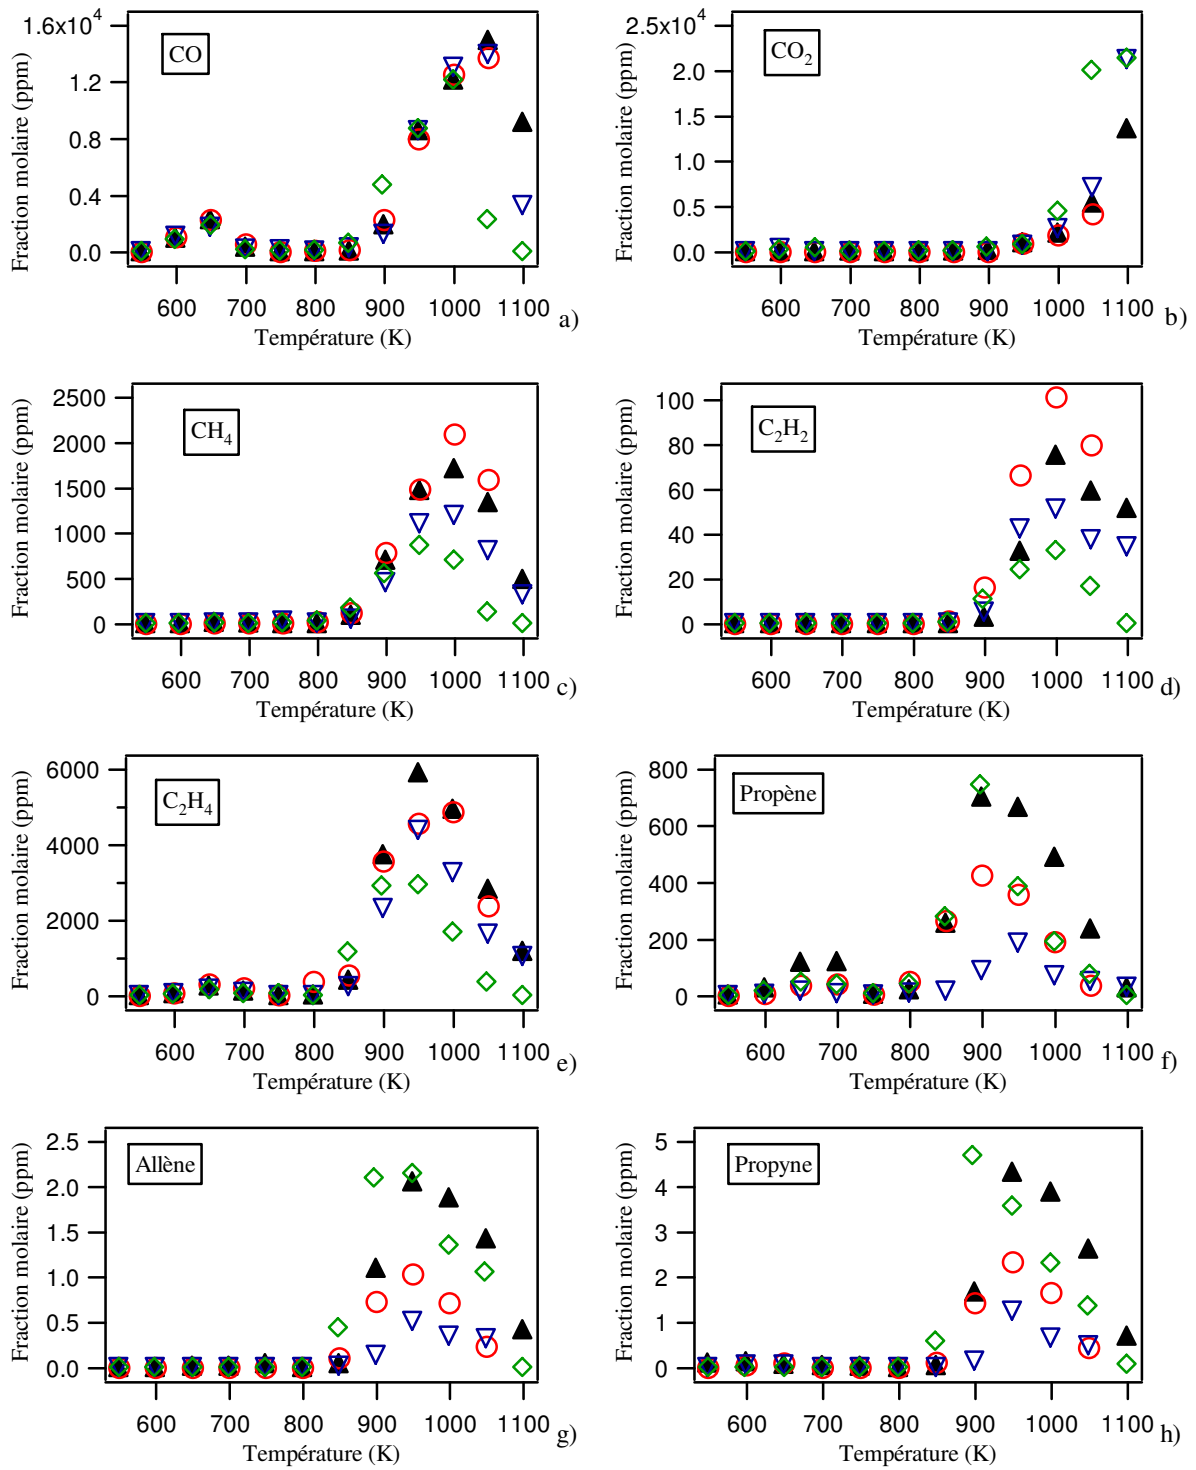 CO
Fraction molaire (ppm)
1.6x10⁴
1.2
0.8
0.4
0.0
600 700 800 900 1000 1100
Température (K)
a)
CO₂
Fraction molaire (ppm)
2.5x10⁴
2.0
1.5
1.0
0.5
0.0
600 700 800 900 1000 1100
Température (K)
b)
CH₄
Fraction molaire (ppm)
2500
2000
1500
1000
500
0
600 700 800 900 1000 1100
Température (K)
c)
C₂H₂
Fraction molaire (ppm)
100
80
60
40
20
0
600 700 800 900 1000 1100
Température (K)
d)
C₂H₄
Fraction molaire (ppm)
6000
4000
2000
0
600 700 800 900 1000 1100
Température (K)
e)
Propène
Fraction molaire (ppm)
800
600
400
200
0
600 700 800 900 1000 1100
Température (K)
f)
Allène
Fraction molaire (ppm)
2.5
2.0
1.5
1.0
0.5
0.0
600 700 800 900 1000 1100
Température (K)
g)
Propyne
Fraction molaire (ppm)
5
4
3
2
1
0
600 700 800 900 1000 1100
Température (K)
h)